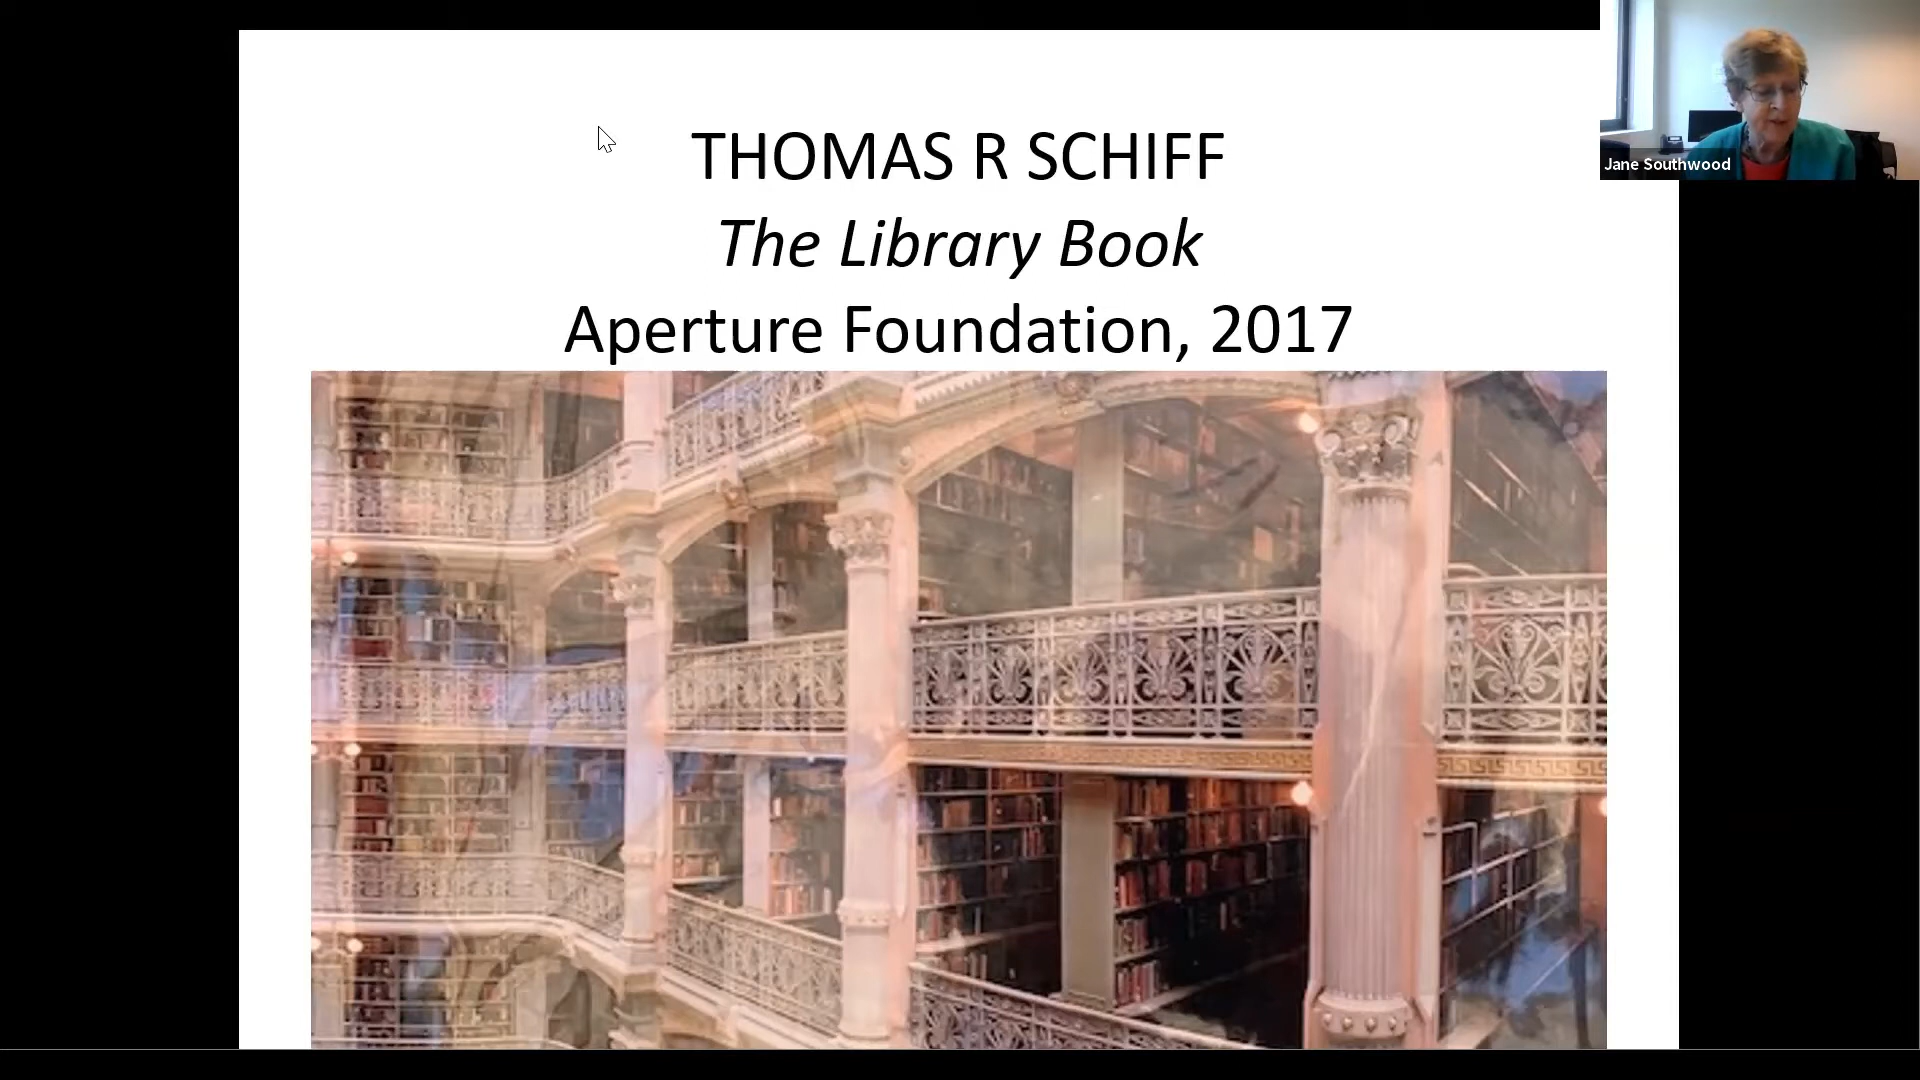 THOMAS R SCHIFF
The Library Book
Aperture Foundation, 2017
Jane Southwood